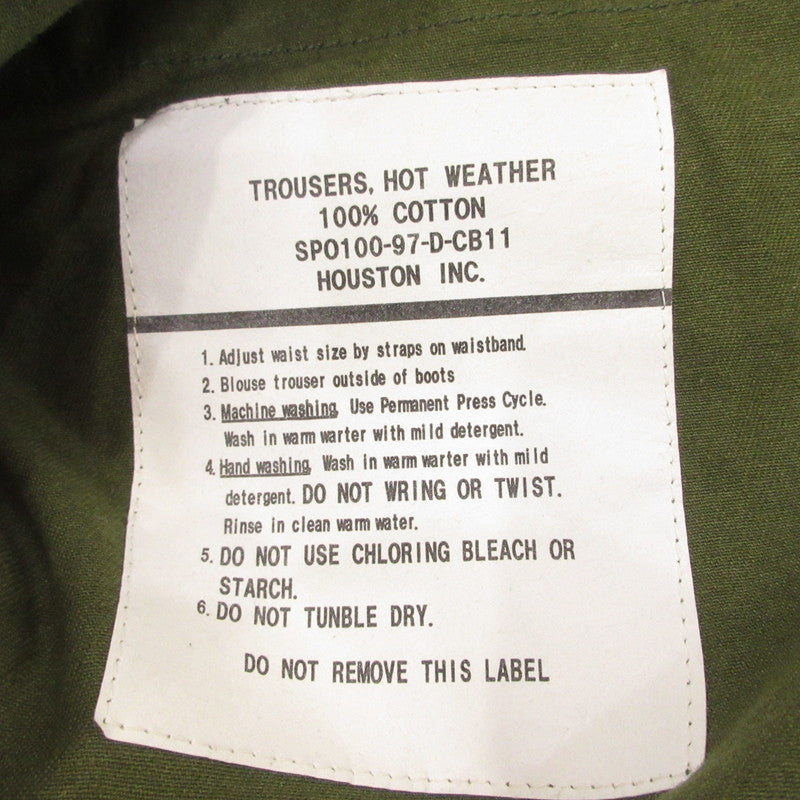 TROUSERS, HOT WEATHER
100% COTTON
SPO100-97-D-CB11
HOUSTON INC.
1. Adjust waist size by straps on waistband.
2. Blouse trouser outside of boots
3. Machine washing. Use Permanent Press Cycle.
Wash in warm warter with mild detergent.
4. Hand washing. Wash in warm warter with mild
detergent. DO NOT WRING OR TWIST.
Rinse in clean warm water.
5. DO NOT USE CHLORING BLEACH OR
STARCH.
6. DO NOT TUNBLE DRY.
DO NOT REMOVE THIS LABEL